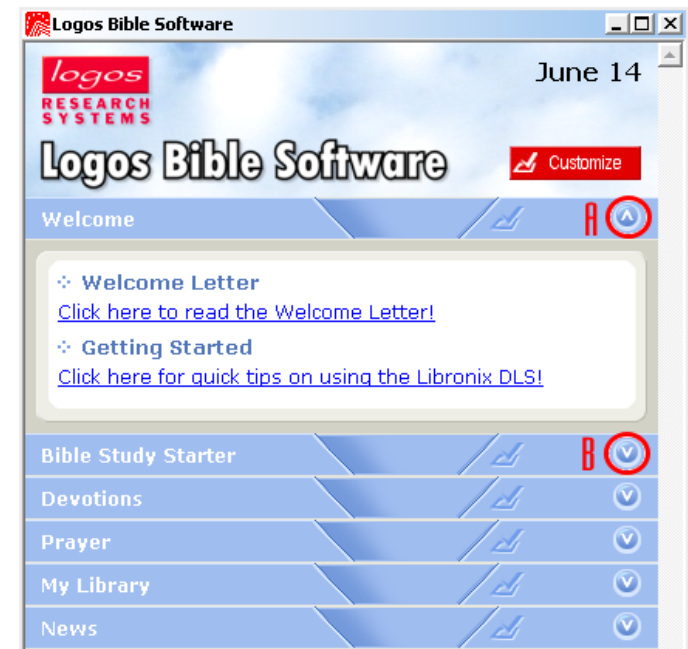 Logos Bible Software
logos
June 14
RESEARCH
SYSTEMS
Logos Bible Software
Customize
Welcome
A
Welcome Letter
Click here to read the Welcome Letter!
Getting Started
Click here for quick tips on using the Libronix DLS!
Bible Study Starter
B
Devotions
Prayer
My Library
News